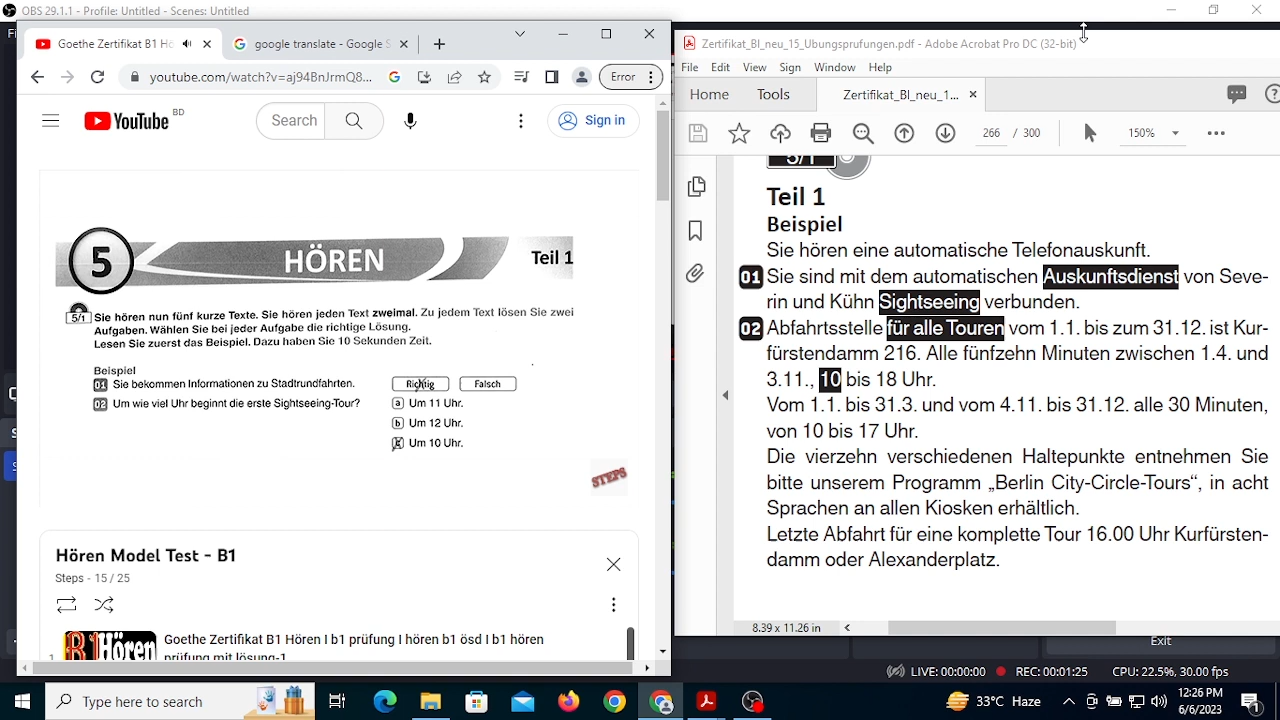 OBS 29.1.1 - Profile: Untitled - Scenes: Untitled
Goethe Zertifikat B1 Hö
google translate - Google S
youtube.com/watch?v=aj94BnJrmQ8...
Error
YouTube BD
Search
Sign in
5
HÖREN
Teil 1
5/1 Sie hören nun fünf kurze Texte. Sie hören jeden Text zweimal. Zu jedem Text lösen Sie zwei
Aufgaben. Wählen Sie bei jeder Aufgabe die richtige Lösung.
Lesen Sie zuerst das Beispiel. Dazu haben Sie 10 Sekunden Zeit.
Beispiel
01 Sie bekommen Informationen zu Stadtrundfahrten. Richtig Falsch
02 Um wie viel Uhr beginnt die erste Sightseeing-Tour? a Um 11 Uhr.
b Um 12 Uhr.
c Um 10 Uhr.
STEPS
Hören Model Test - B1
Steps - 15 / 25
1
B1 Hören
Goethe Zertifikat B1 Hören I b1 prüfung I hören b1 ösd I b1 hören
prüfung mit lösung-1
Zertifikat_BI_neu_15_Ubungsprufungen.pdf - Adobe Acrobat Pro DC (32-bit)
File Edit View Sign Window Help
Home Tools Zertifikat_BI_neu_1...
266 / 300 150%
5/1
Teil 1
Beispiel
Sie hören eine automatische Telefonauskunft.
01 Sie sind mit dem automatischen Auskunftsdienst von Seve-
rin und Kühn Sightseeing verbunden.
02 Abfahrtsstelle für alle Touren vom 1.1. bis zum 31.12. ist Kur-
fürstendamm 216. Alle fünfzehn Minuten zwischen 1.4. und
3.11., 10 bis 18 Uhr.
Vom 1.1. bis 31.3. und vom 4.11. bis 31.12. alle 30 Minuten,
von 10 bis 17 Uhr.
Die vierzehn verschiedenen Haltepunkte entnehmen Sie
bitte unserem Programm „Berlin City-Circle-Tours“, in acht
Sprachen an allen Kiosken erhältlich.
Letzte Abfahrt für eine komplette Tour 16.00 Uhr Kurfürsten-
damm oder Alexanderplatz.
8.39 x 11.26 in
Exit
LIVE: 00:00:00 REC: 00:01:25 CPU: 22.5%, 30.00 fps
Type here to search
33°C Haze
12:26 PM
6/6/2023
1